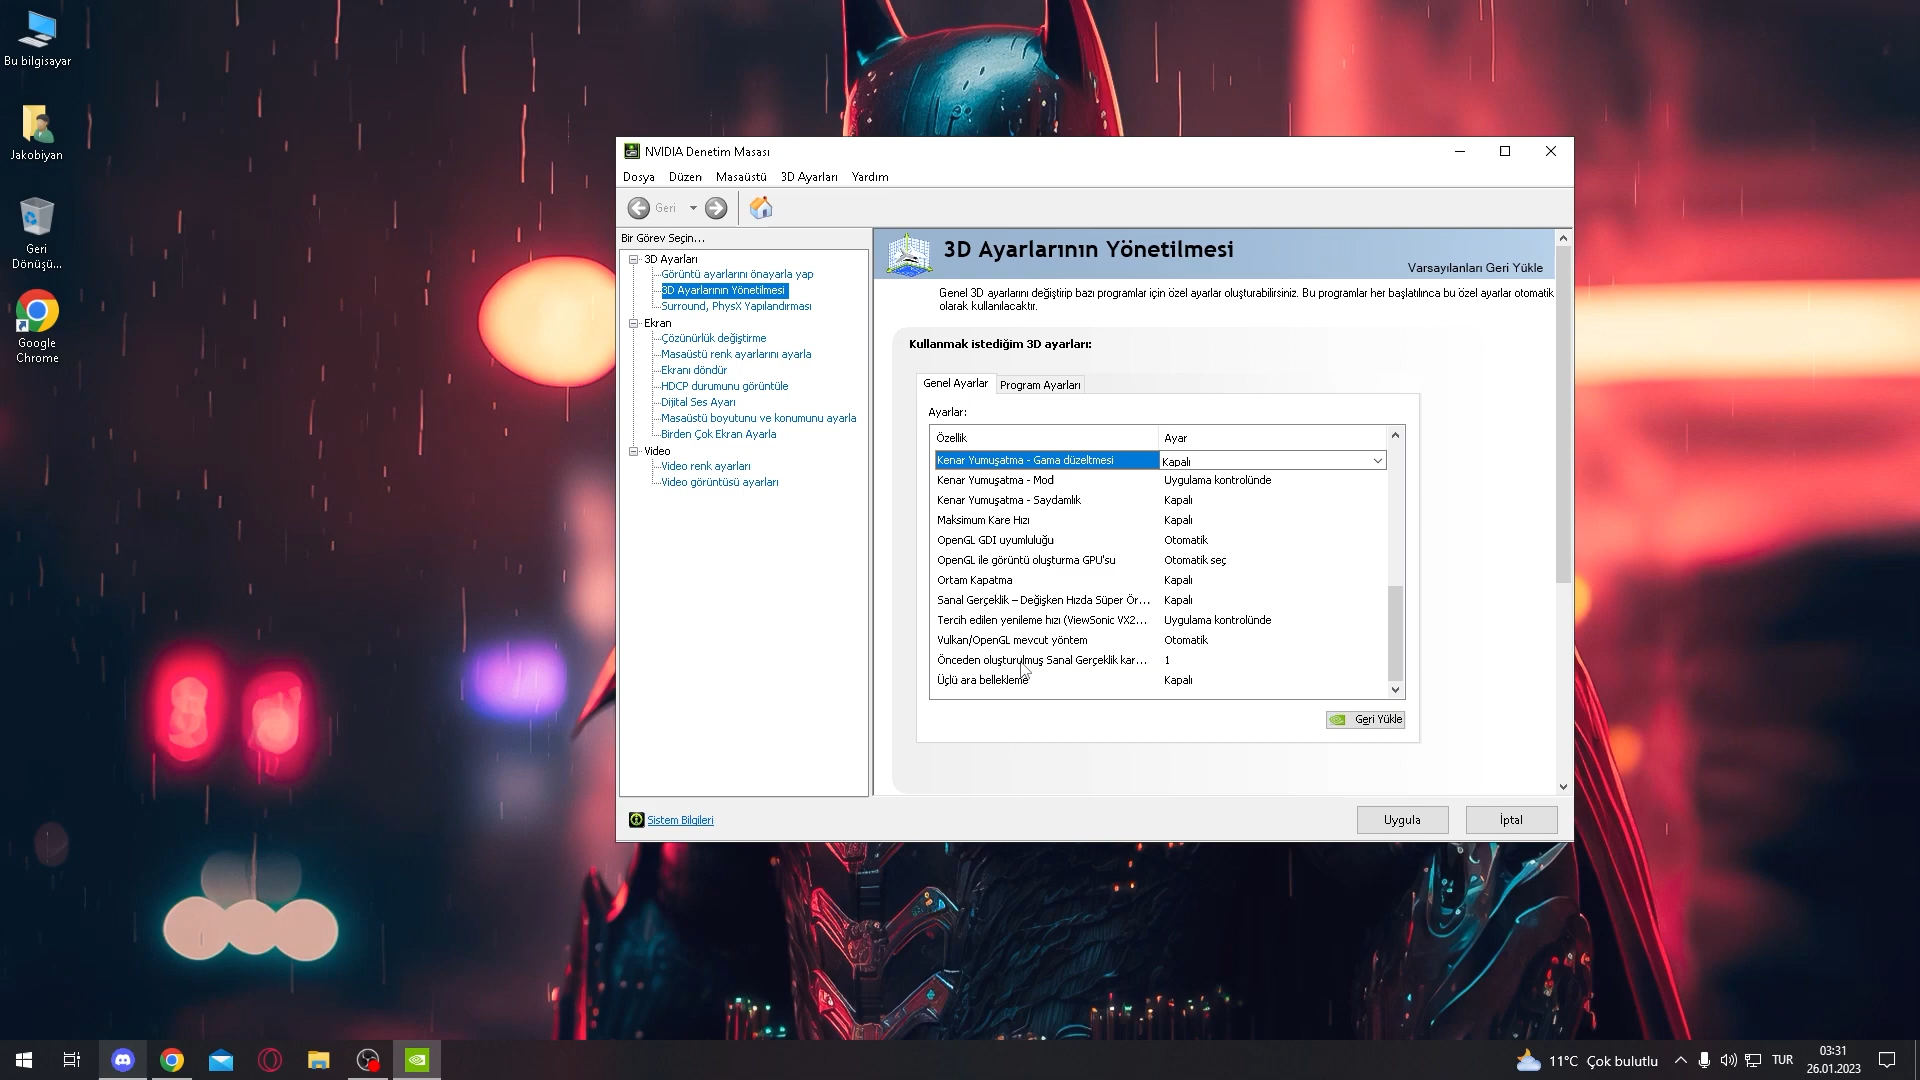 Bu bilgisayar
Jakobiyan
Geri
Dönüşü...
Google
Chrome
NVIDIA Denetim Masası
Dosya Düzen Masaüstü 3D Ayarları Yardım
Geri
Bir Görev Seçin...
3D Ayarları
Görüntü ayarlarını önayarla yap
3D Ayarlarının Yönetilmesi
Surround, PhysX Yapılandırması
Ekran
Çözünürlük değiştirme
Masaüstü renk ayarlarını ayarla
Ekranı döndür
HDCP durumunu görüntüle
Dijital Ses Ayarı
Masaüstü boyutunu ve konumunu ayarla
Birden Çok Ekran Ayarla
Video
Video renk ayarları
Video görüntüsü ayarları
Sistem Bilgileri
3D Ayarlarının Yönetilmesi
Varsayılanları Geri Yükle
Genel 3D ayarlarını değiştirip bazı programlar için özel ayarlar oluşturabilirsiniz. Bu programlar her başlatılınca bu özel ayarlar otomatik
olarak kullanılacaktır.
Kullanmak istediğim 3D ayarları:
Genel Ayarlar Program Ayarları
Ayarlar:
Özellik Ayar
Kenar Yumuşatma - Gama düzeltmesi Kapalı
Kenar Yumuşatma - Mod Uygulama kontrolünde
Kenar Yumuşatma - Saydamlık Kapalı
Maksimum Kare Hızı Kapalı
OpenGL GDI uyumluluğu Otomatik
OpenGL ile görüntü oluşturma GPU'su Otomatik seç
Ortam Kapatma Kapalı
Sanal Gerçeklik – Değişken Hızda Süper Ör... Kapalı
Tercih edilen yenileme hızı (ViewSonic VX2... Uygulama kontrolünde
Vulkan/OpenGL mevcut yöntem Otomatik
Önceden oluşturulmuş Sanal Gerçeklik kar... 1
Üçlü ara bellekleme Kapalı
Geri Yükle
Uygula İptal
11°C Çok bulutlu TUR 03:31
26.01.2023